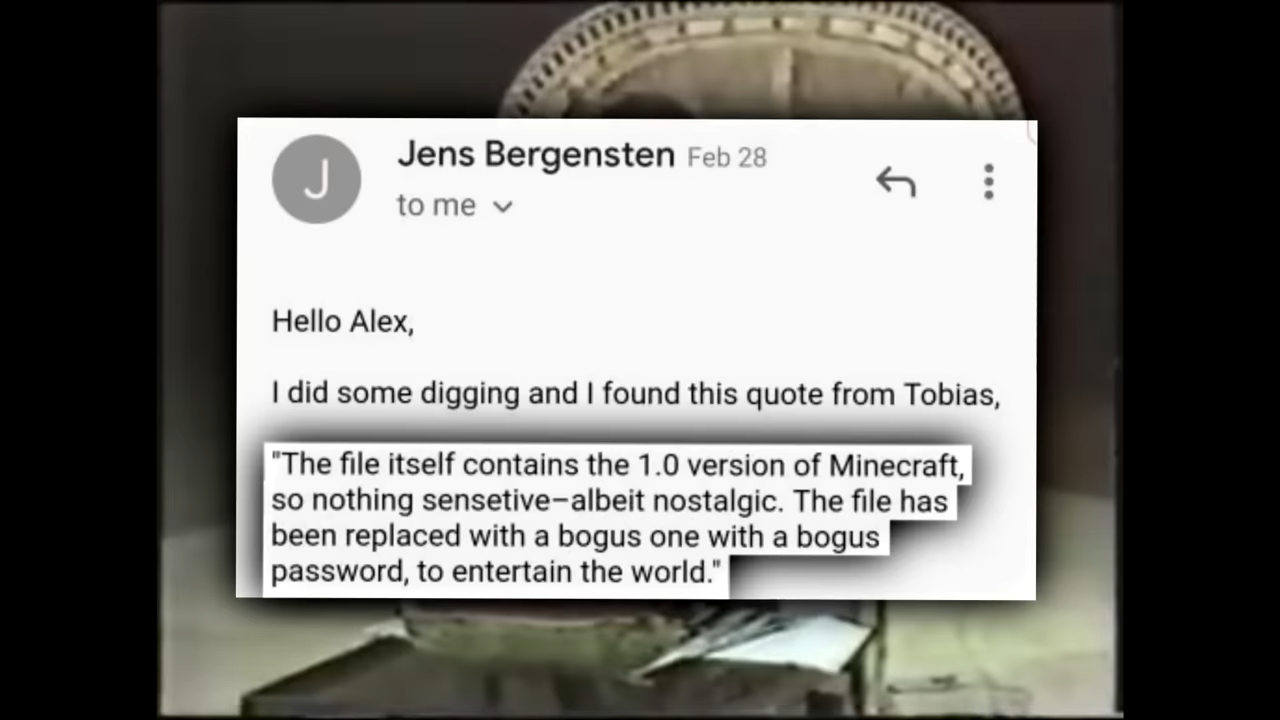 J
Jens Bergensten Feb 28
to me
Hello Alex,
I did some digging and I found this quote from Tobias,
"The file itself contains the 1.0 version of Minecraft,
so nothing sensetive–albeit nostalgic. The file has
been replaced with a bogus one with a bogus
password, to entertain the world."